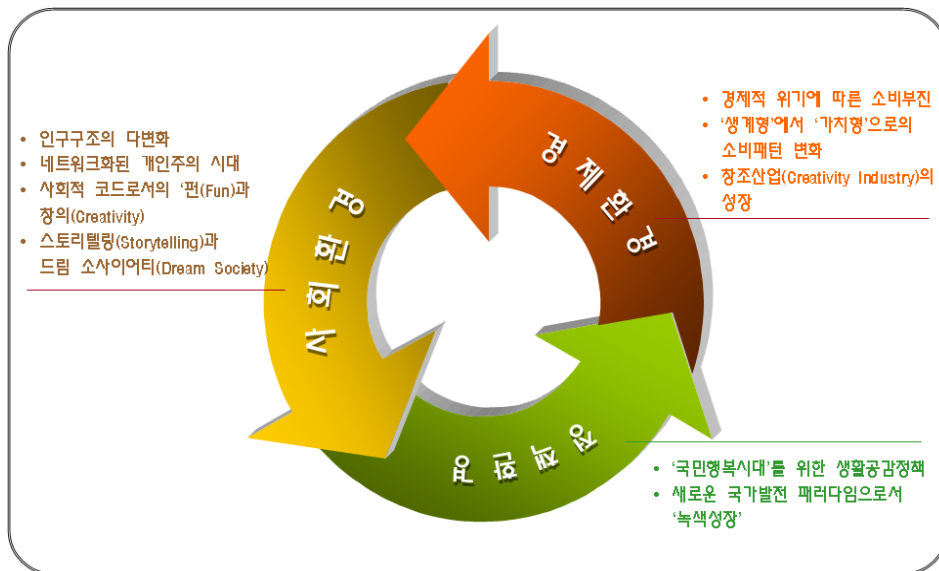 • 인구구조의 다변화
• 네트워크화된 개인주의 시대
• 사회적 코드로서의 ‘펀(Fun)과
창의(Creativity)
• 스토리텔링(Storytelling)과
드림 소사이어티(Dream Society)
사회환경
경제환경
• 경제적 위기에 따른 소비부진
• ‘생계형’에서 ‘가치형’으로의
소비패턴 변화
• 창조산업(Creativity Industry)의
성장
정책환경
• ‘국민행복시대’를 위한 생활공감정책
• 새로운 국가발전 패러다임으로서
‘녹색성장’